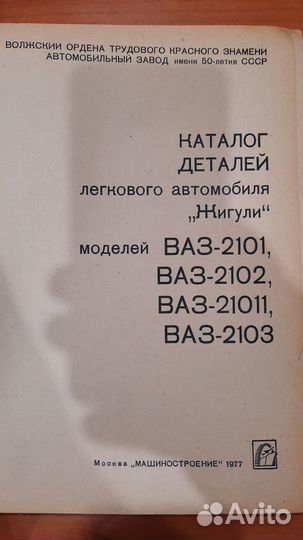 ВОЛЖСКИЙ ОРДЕНА ТРУДОВОГО КРАСНОГО ЗНАМЕНИ
АВТОМОБИЛЬНЫЙ ЗАВОД имени 50-летия СССР
КАТАЛОГ
ДЕТАЛЕЙ
легкового автомобиля
„Жигули“
моделей ВАЗ-2101,
ВАЗ-2102,
ВАЗ-21011,
ВАЗ-2103
Москва „МАШИНОСТРОЕНИЕ“ 1977
Avito